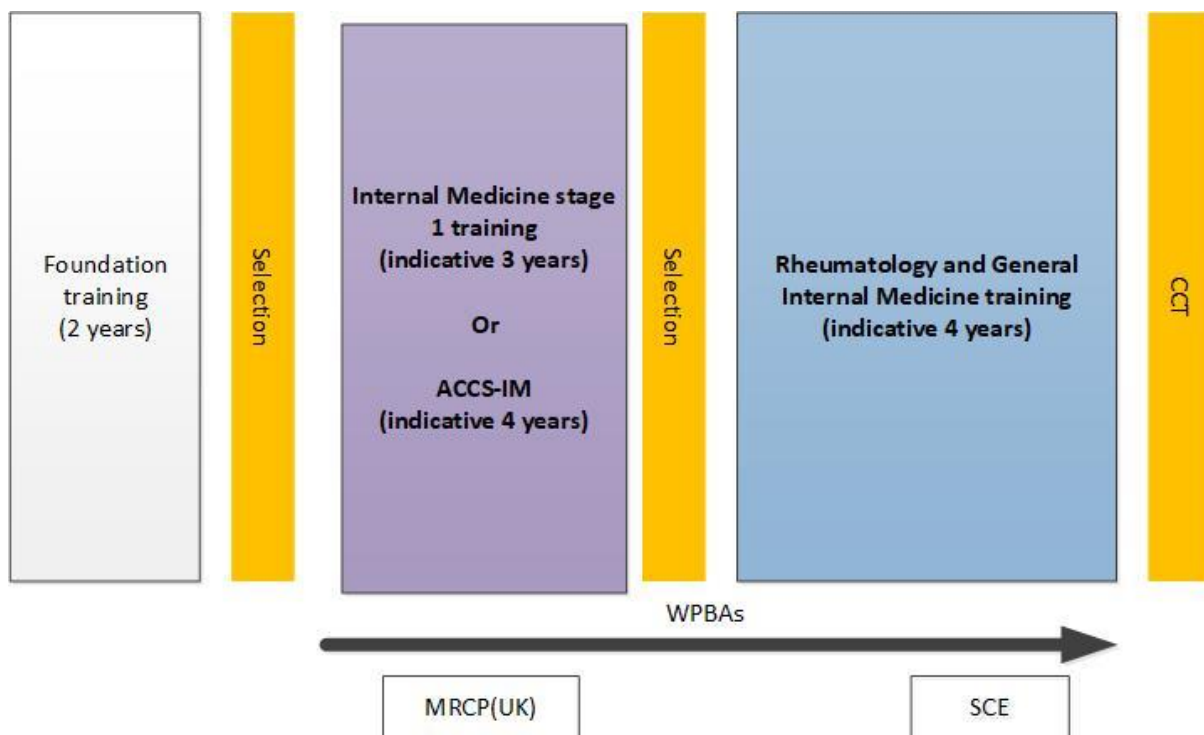 Foundation
training
(2 years)
Selection
Internal Medicine stage
1 training
(indicative 3 years)
Or
ACCS-IM
(indicative 4 years)
Selection
Rheumatology and General
Internal Medicine training
(indicative 4 years)
CCT
WPBAs
MRCP(UK)
SCE